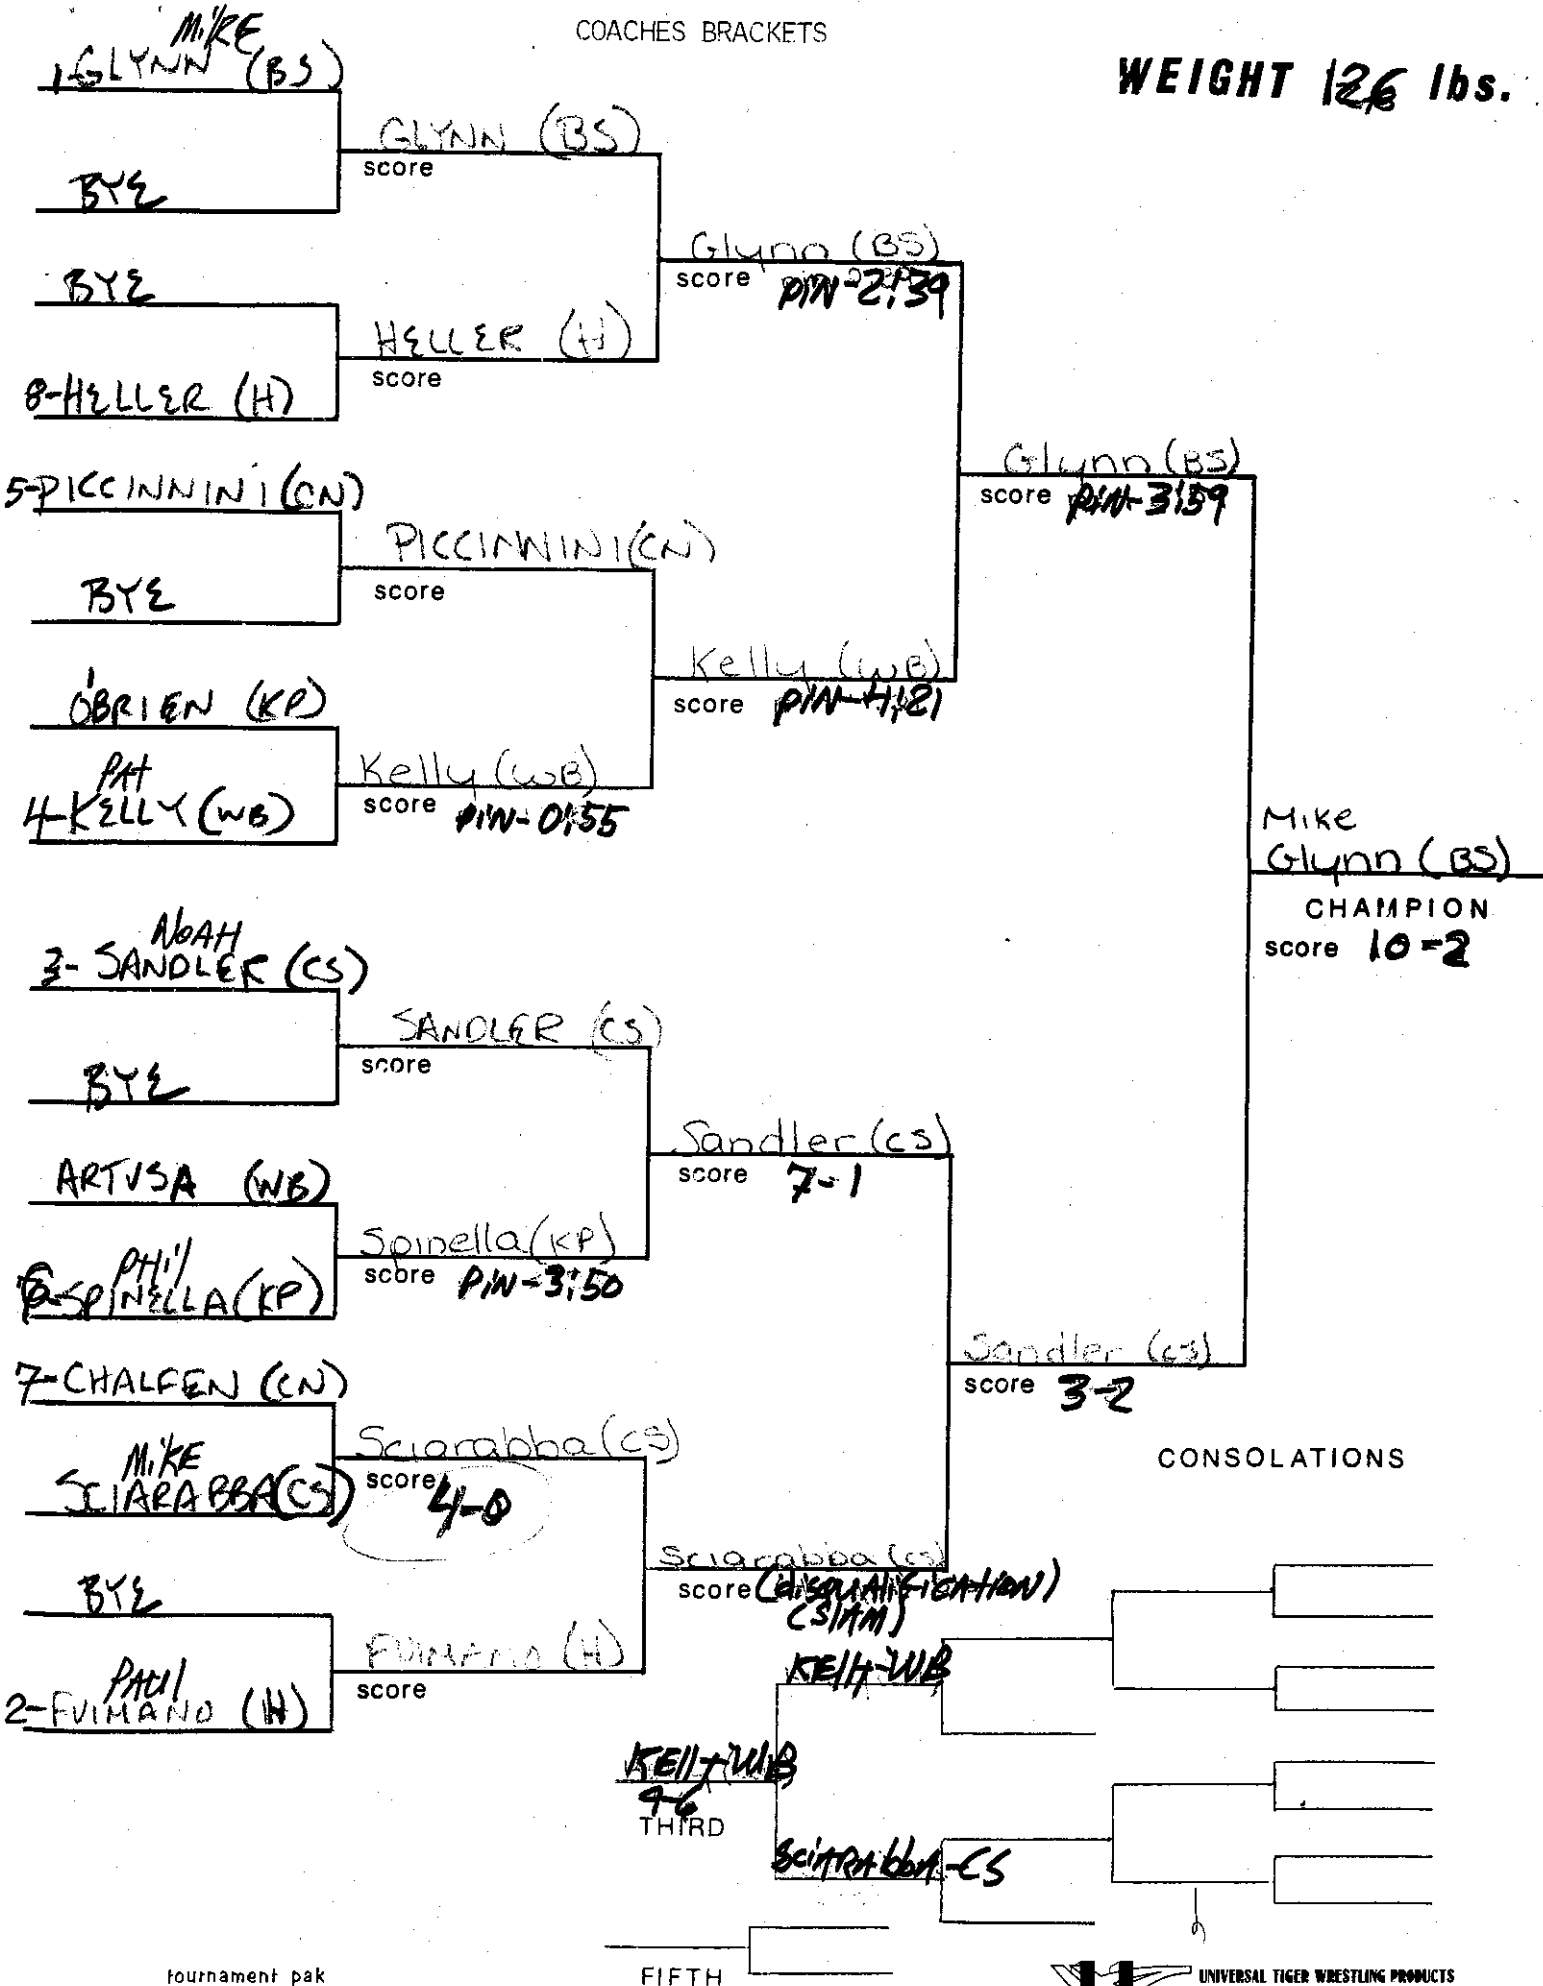 COACHES BRACKETS
WEIGHT 126 lbs.
MIKE
1-GLYNN (BS)
BYE
BYE
8-HELLER (H)
5-PICCINNINI (CN)
BYE
O'BRIEN (KP)
PAT
4-KELLY (WB)
NOAH
3-SANDLER (CS)
BYE
ARTUSA (WB)
PHil
6-SPINELLA (KP)
7-CHALFEN (CN)
MiKE
SCIARABBA (CS)
BYE
PAUl
2-FUIMANO (H)
GLYNN (BS)
score
HELLER (H)
score
PICCINNINI (CN)
score
Kelly (WB)
score PiN-0:55
SANDLER (CS)
score
Spinella (KP)
score PiN-3:50
Sciarabba (CS)
score 4-0
FUIMANO (H)
score
Glynn (BS)
score PiN-2:39
Kelly (WB)
score PiN-4:21
Sandler (CS)
score 7-1
Sciarabba (CS)
score (disqualification)
(SlAM)
Glynn (BS)
score PiN-3:59
Sandler (CS)
score 3-2
Mike
Glynn (BS)
CHAMPION
score 10-2
CONSOLATIONS
KEllY-WB
SCiARAbbA-CS
KEllY-WB
9-6
THIRD
FIFTH
tournament pak
UNIVERSAL TIGER WRESTLING PRODUCTS